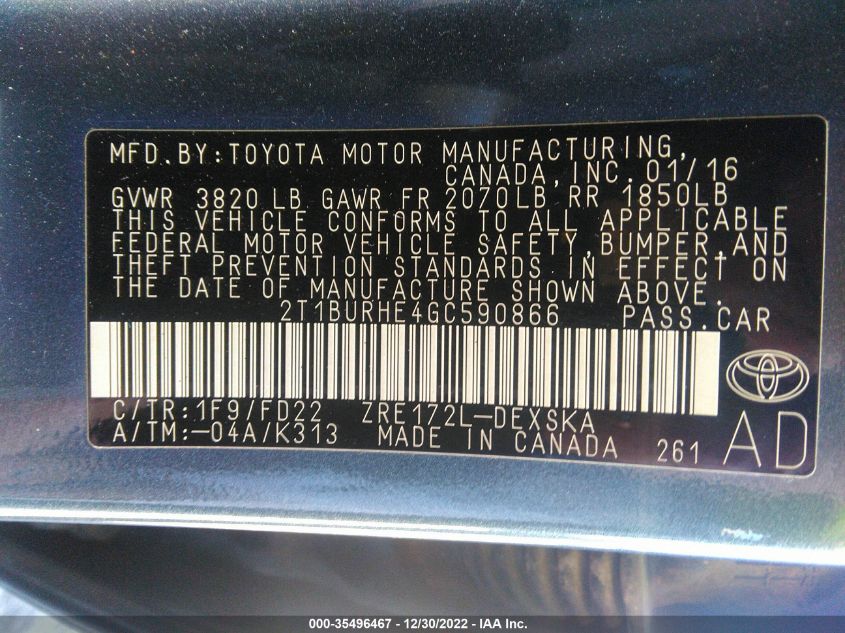 MFD.BY:TOYOTA MOTOR MANUFACTURING,
CANADA,INC.01/16
GVWR 3820 LB GAWR FR 2070LB RR 1850LB
THIS VEHICLE CONFORMS TO ALL APPLICABLE
FEDERAL MOTOR VEHICLE SAFETY,BUMPER,AND
THEFT PREVENTION STANDARDS IN EFFECT ON
THE DATE OF MANUFACTURE SHOWN ABOVE.
2T1BURHE4GC590866 PASS.CAR
C/TR:1F9/FD22 ZRE172L-DEXSKA
A/TM:-04A/K313 MADE IN CANADA 261 AD
000-35496467 - 12/30/2022 - IAA Inc.